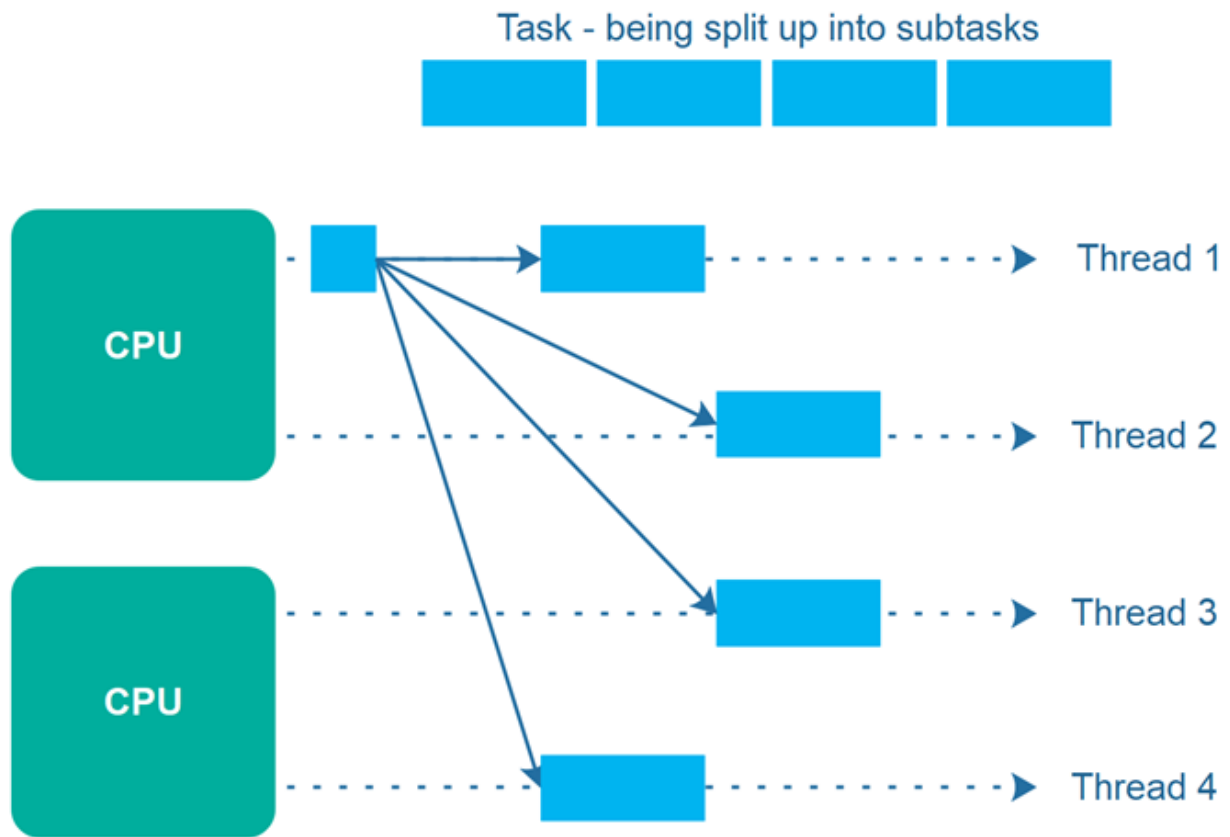 Task - being split up into subtasks
Thread 1
CPU
Thread 2
Thread 3
CPU
Thread 4